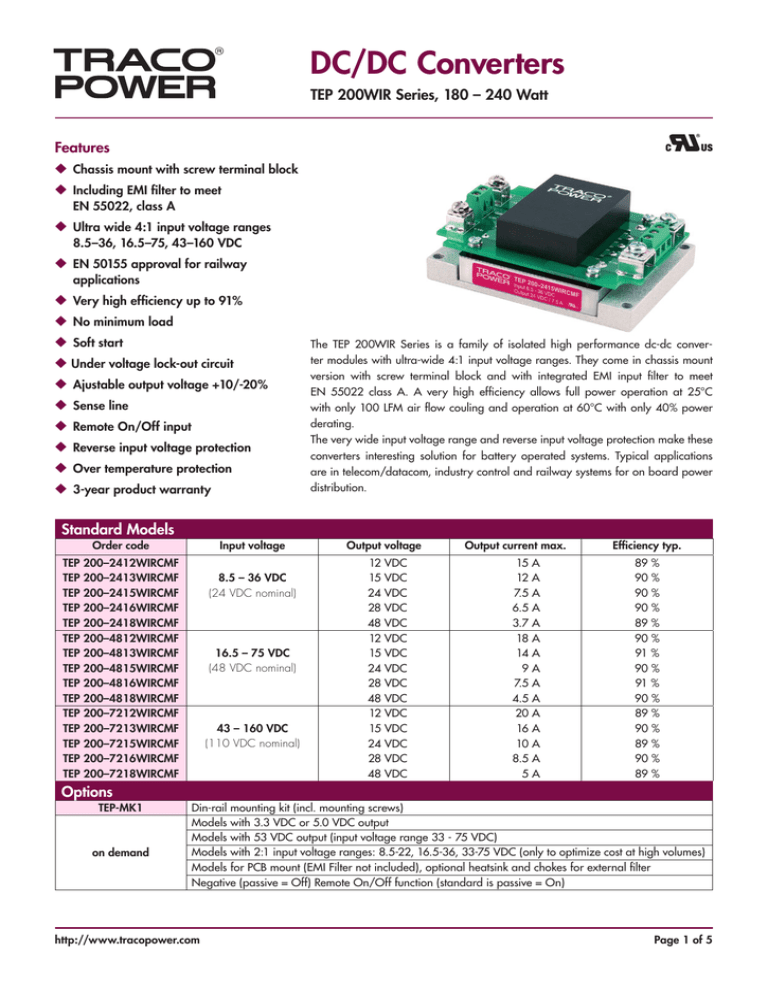 TRACO
POWER
®
DC/DC Converters
TEP 200WIR Series, 180 – 240 Watt
Features
◆ Chassis mount with screw terminal block
◆ Including EMI filter to meet
EN 55022, class A
◆ Ultra wide 4:1 input voltage ranges
8.5–36, 16.5–75, 43–160 VDC
◆ EN 50155 approval for railway
applications
◆ Very high efficiency up to 91%
◆ No minimum load
◆ Soft start
◆ Under voltage lock-out circuit
◆ Ajustable output voltage +10/-20%
◆ Sense line
◆ Remote On/Off input
◆ Reverse input voltage protection
◆ Over temperature protection
◆ 3-year product warranty
C RU US
TRACO
POWER
TRACO
POWER
TEP 200–2415WIRCMF
Input 8.5 - 36 VDC
Output 24 VDC / 7.5 A
The TEP 200WIR Series is a family of isolated high performance dc-dc conver-
ter modules with ultra-wide 4:1 input voltage ranges. They come in chassis mount
version with screw terminal block and with integrated EMI input filter to meet
EN 55022 class A. A very high efficiency allows full power operation at 25°C
with only 100 LFM air flow couling and operation at 60°C with only 40% power
derating.
The very wide input voltage range and reverse input voltage protection make these
converters interesting solution for battery operated systems. Typical applications
are in telecom/datacom, industry control and railway systems for on board power
distribution.
Standard Models
Order code Input voltage Output voltage Output current max. Efficiency typ.
TEP 200–2412WIRCMF 12 VDC 15 A 89 %
TEP 200–2413WIRCMF 8.5 – 36 VDC 15 VDC 12 A 90 %
TEP 200–2415WIRCMF (24 VDC nominal) 24 VDC 7.5 A 90 %
TEP 200–2416WIRCMF 28 VDC 6.5 A 90 %
TEP 200–2418WIRCMF 48 VDC 3.7 A 89 %
TEP 200–4812WIRCMF 12 VDC 18 A 90 %
TEP 200–4813WIRCMF 16.5 – 75 VDC 15 VDC 14 A 91 %
TEP 200–4815WIRCMF (48 VDC nominal) 24 VDC 9 A 90 %
TEP 200–4816WIRCMF 28 VDC 7.5 A 91 %
TEP 200–4818WIRCMF 48 VDC 4.5 A 90 %
TEP 200–7212WIRCMF 12 VDC 20 A 89 %
TEP 200–7213WIRCMF 43 – 160 VDC 15 VDC 16 A 90 %
TEP 200–7215WIRCMF (110 VDC nominal) 24 VDC 10 A 89 %
TEP 200–7216WIRCMF 28 VDC 8.5 A 90 %
TEP 200–7218WIRCMF 48 VDC 5 A 89 %
Options
TEP-MK1 Din-rail mounting kit (incl. mounting screws)
Models with 3.3 VDC or 5.0 VDC output
Models with 53 VDC output (input voltage range 33 - 75 VDC)
on demand Models with 2:1 input voltage ranges: 8.5-22, 16.5-36, 33-75 VDC (only to optimize cost at high volumes)
Models for PCB mount (EMI Filter not included), optional heatsink and chokes for external filter
Negative (passive = Off) Remote On/Off function (standard is passive = On)
http://www.tracopower.com Page 1 of 5